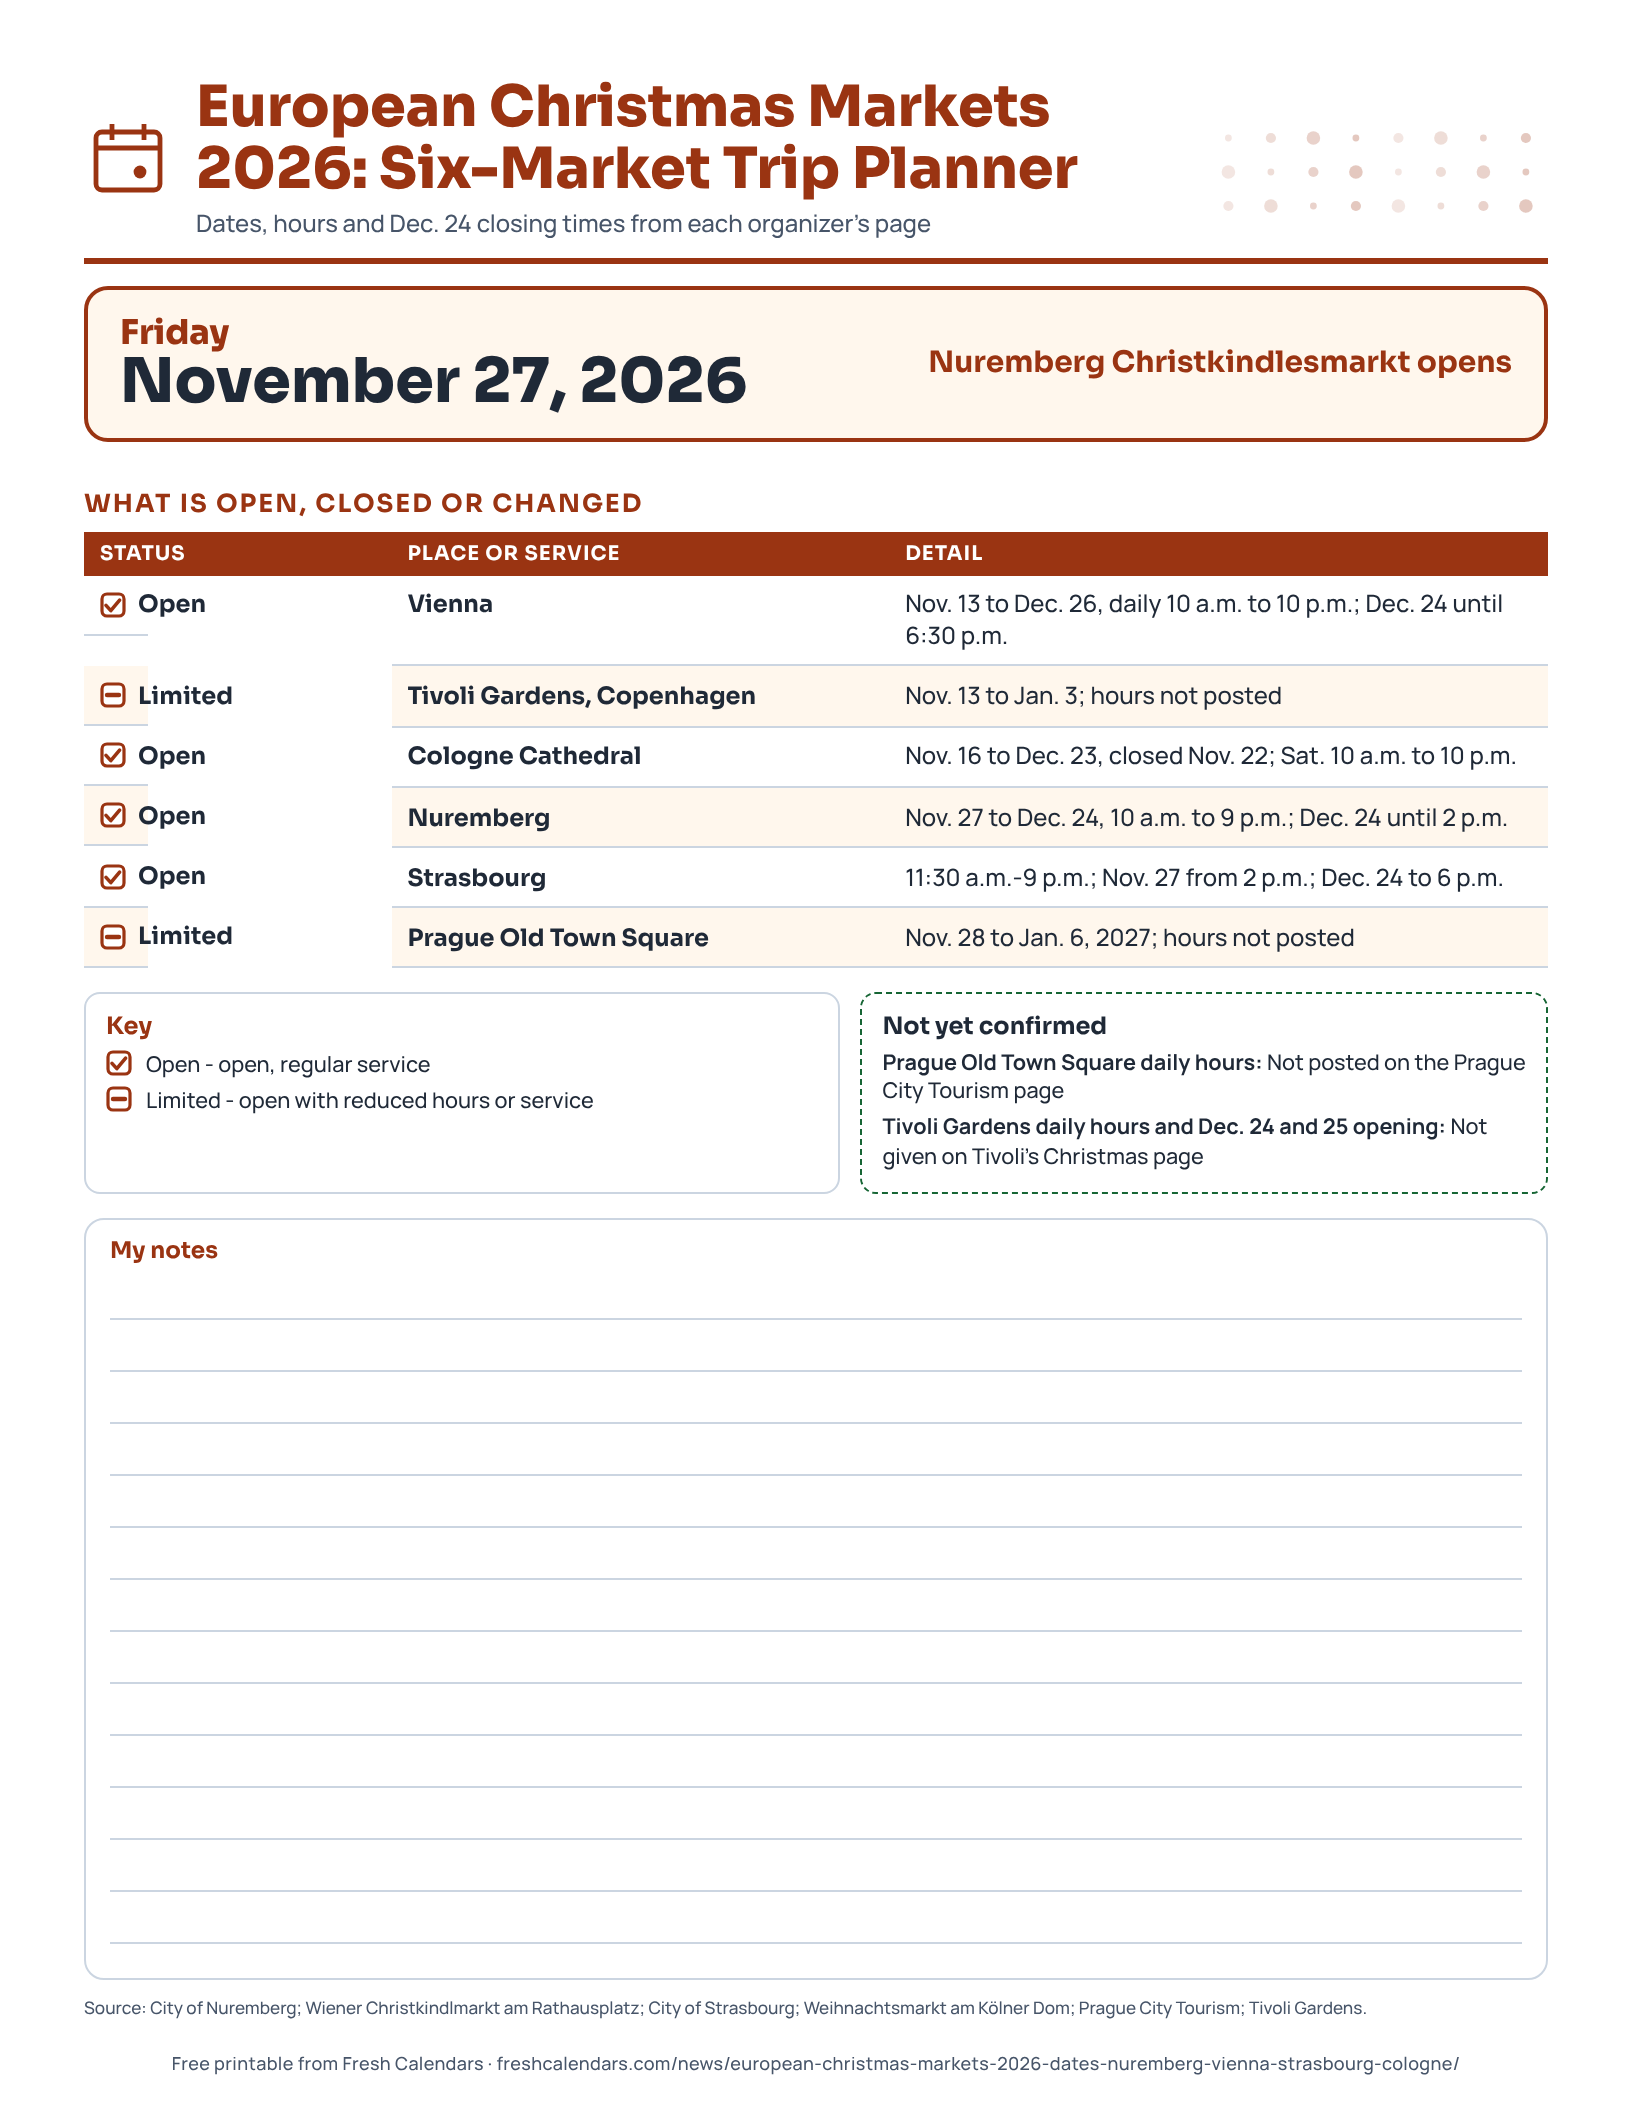 European Christmas Markets
2026: Six-Market Trip Planner
Dates, hours and Dec. 24 closing times from each organizer's page
Friday
November 27, 2026
Nuremberg Christkindlesmarkt opens
WHAT IS OPEN, CLOSED OR CHANGED
STATUS PLACE OR SERVICE DETAIL
Open Vienna Nov. 13 to Dec. 26, daily 10 a.m. to 10 p.m.; Dec. 24 until
6:30 p.m.
Limited Tivoli Gardens, Copenhagen Nov. 13 to Jan. 3; hours not posted
Open Cologne Cathedral Nov. 16 to Dec. 23, closed Nov. 22; Sat. 10 a.m. to 10 p.m.
Open Nuremberg Nov. 27 to Dec. 24, 10 a.m. to 9 p.m.; Dec. 24 until 2 p.m.
Open Strasbourg 11:30 a.m.-9 p.m.; Nov. 27 from 2 p.m.; Dec. 24 to 6 p.m.
Limited Prague Old Town Square Nov. 28 to Jan. 6, 2027; hours not posted
Key
Open - open, regular service
Limited - open with reduced hours or service
Not yet confirmed
Prague Old Town Square daily hours: Not posted on the Prague
City Tourism page
Tivoli Gardens daily hours and Dec. 24 and 25 opening: Not
given on Tivoli's Christmas page
My notes
Source: City of Nuremberg; Wiener Christkindlmarkt am Rathausplatz; City of Strasbourg; Weihnachtsmarkt am Kölner Dom; Prague City Tourism; Tivoli Gardens.
Free printable from Fresh Calendars · freshcalendars.com/news/european-christmas-markets-2026-dates-nuremberg-vienna-strasbourg-cologne/